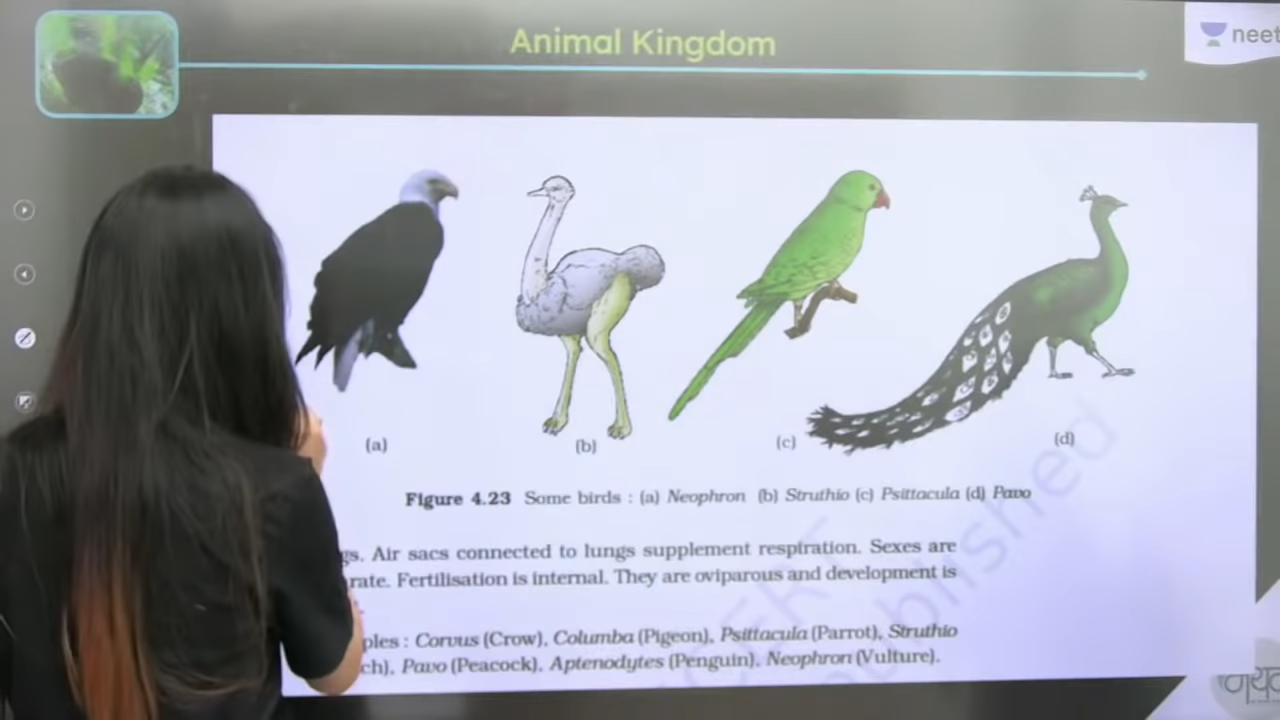 Animal Kingdom
neet
(a) (b) (c) (d)
Figure 4.23 Some birds : (a) Neophron (b) Struthio (c) Psittacula (d) Pavo
gs. Air sacs connected to lungs supplement respiration. Sexes are
rate. Fertilisation is internal. They are oviparous and development is
ples : Corvus (Crow), Columba (Pigeon), Psittacula (Parrot), Struthio
ch), Pavo (Peacock), Aptenodytes (Penguin), Neophron (Vulture).
published